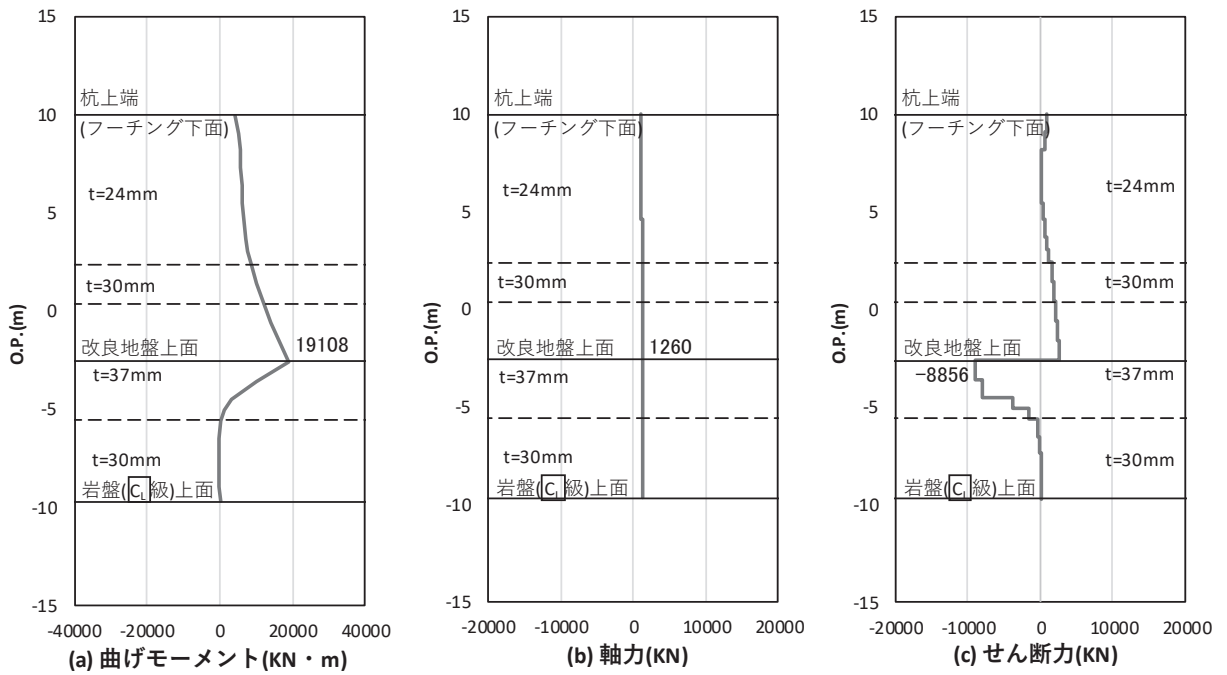 15
杭上端
10
(フーチング下面)
t=24mm
5
t=30mm
0
改良地盤上面
19108
t=37mm
-5
t=30mm
岩盤(CL級)上面
-10
-15
O.P.(m)
-40000 -20000 0 20000 40000
(a) 曲げモーメント(KN・m)
15
杭上端
10
(フーチング下面)
t=24mm
5
t=30mm
0
改良地盤上面
1260
t=37mm
-5
t=30mm
岩盤(CL級)上面
-10
-15
O.P.(m)
-20000 -10000 0 10000 20000
(b) 軸力(KN)
15
杭上端
10
(フーチング下面)
t=24mm
5
t=30mm
0
改良地盤上面
-8856
t=37mm
-5
t=30mm
岩盤(CL級)上面
-10
-15
O.P.(m)
-20000 -10000 0 10000 20000
(c) せん断力(KN)